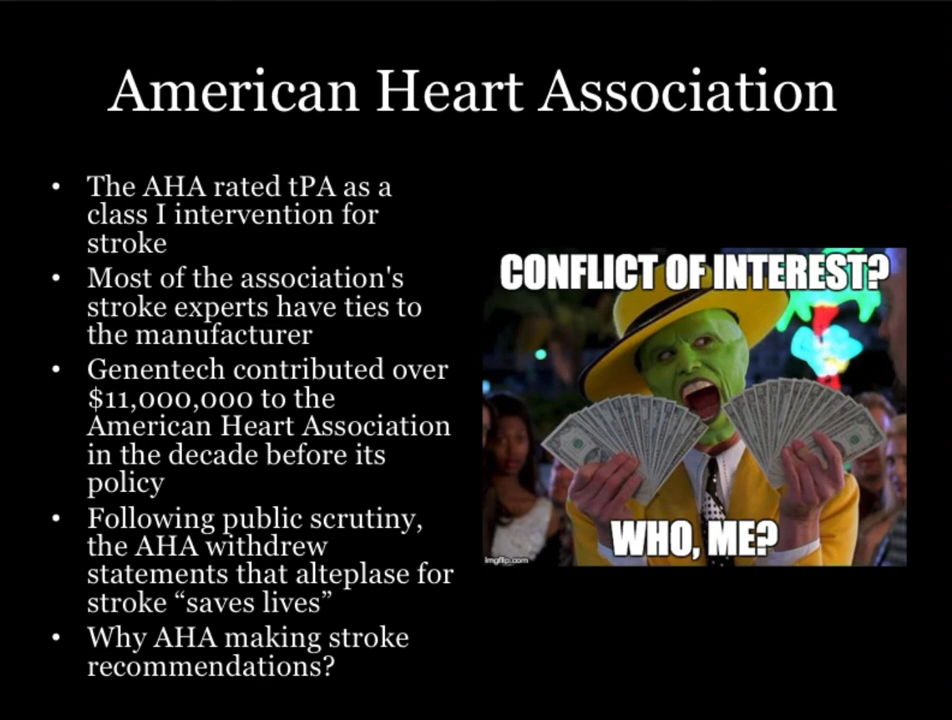 American Heart Association
• The AHA rated tPA as a
class I intervention for
stroke
• Most of the association's
stroke experts have ties to
the manufacturer
• Genentech contributed over
$11,000,000 to the
American Heart Association
in the decade before its
policy
• Following public scrutiny,
the AHA withdrew
statements that alteplase for
stroke “saves lives”
• Why AHA making stroke
recommendations?
CONFLICT OF INTEREST?
WHO, ME?
imgflip.com